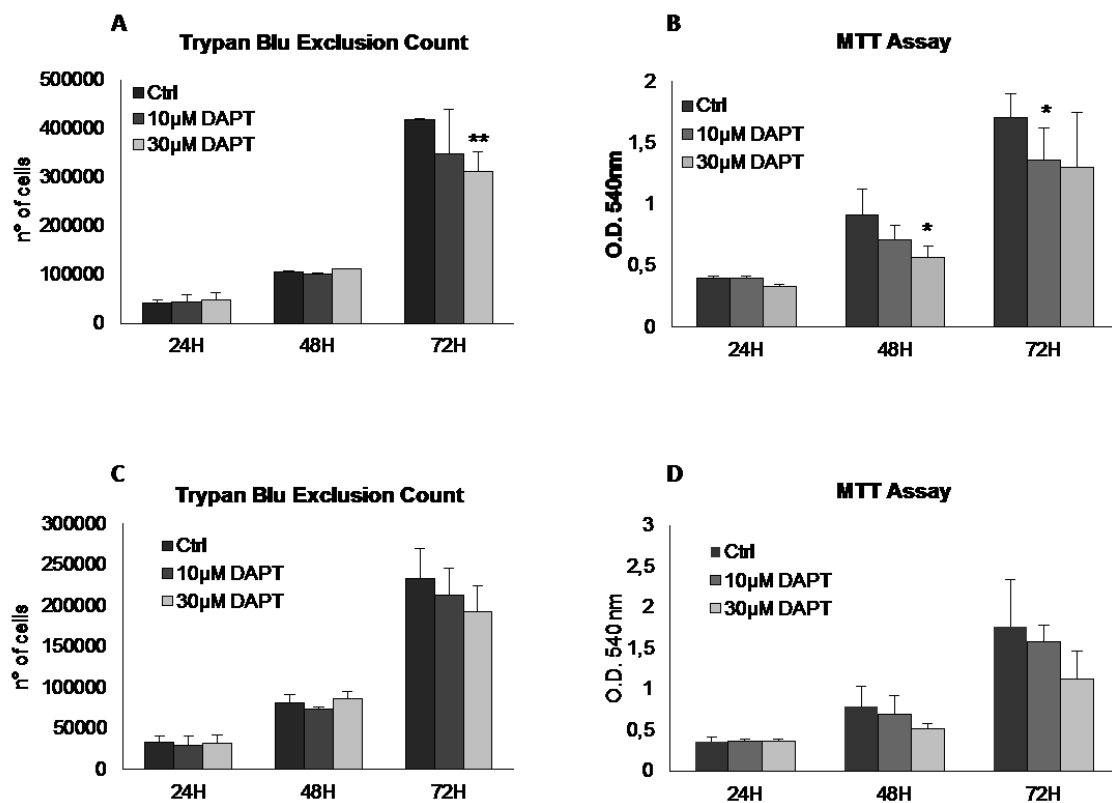 A
Trypan Blu Exclusion Count
500000
400000
300000
200000
100000
0
n° of cells
Ctrl
10µM DAPT
30µM DAPT
**
24H
48H
72H
B
MTT Assay
2
1,5
1
0,5
0
O.D. 540nm
Ctrl
10µM DAPT
30µM DAPT
*
*
24H
48H
72H
C
Trypan Blu Exclusion Count
300000
250000
200000
150000
100000
50000
0
n° of cells
Ctrl
10µM DAPT
30µM DAPT
24H
48H
72H
D
MTT Assay
3
2,5
2
1,5
1
0,5
0
O.D. 540nm
Ctrl
10µM DAPT
30µM DAPT
24H
48H
72H